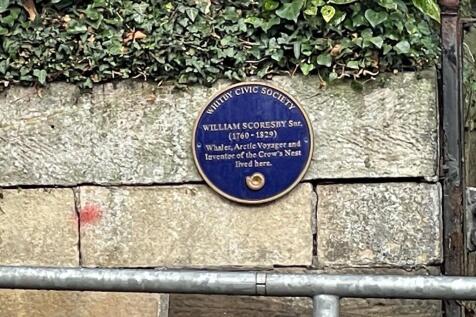 WHITBY CIVIC SOCIETY
WILLIAM SCORESBY Snr.
(1760 - 1829)
Whaler, Arctic Voyager and
Inventor of the Crow's Nest
lived here.